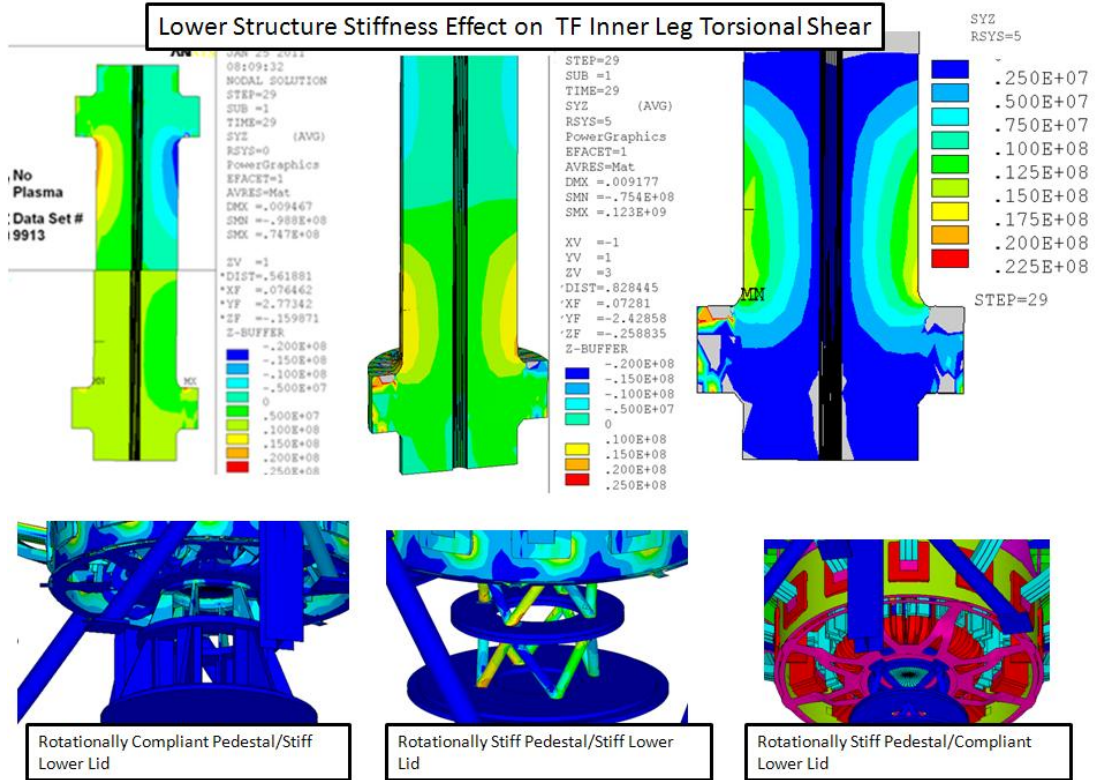 Lower Structure Stiffness Effect on TF Inner Leg Torsional Shear
JAN 25 2011
08:09:32
NODAL SOLUTION
STEP=29
SUB =1
TIME=29
SYZ (AVG)
RSYS=0
PowerGraphics
EFACET=1
AVRES=Mat
DMX =.009467
SMN =-.988E+08
SMX =.747E+08
ZV =1
*DIST=.561881
*XF =.076462
*YF =2.77342
*ZF =-.159871
Z-BUFFER
-.200E+08
-.150E+08
-.100E+08
-.500E+07
0
.500E+07
.100E+08
.150E+08
.200E+08
.250E+08
No
Plasma
Data Set #
9913
MN
MX
STEP=29
SUB =1
TIME=29
SYZ (AVG)
RSYS=5
PowerGraphics
EFACET=1
AVRES=Mat
DMX =.009177
SMN =-.754E+08
SMX =.123E+09
XV =-1
YV =1
ZV =3
DIST=.828445
XF =.07281
YF =-2.42858
ZF =-.258835
Z-BUFFER
-.200E+08
-.150E+08
-.100E+08
-.500E+07
0
.100E+08
.150E+08
.200E+08
.250E+08
SYZ
RSYS=5
.250E+07
.500E+07
.750E+07
.100E+08
.125E+08
.150E+08
.175E+08
.200E+08
.225E+08
STEP=29
MN
Rotationally Compliant Pedestal/Stiff
Lower Lid
Rotationally Stiff Pedestal/Stiff Lower
Lid
Rotationally Stiff Pedestal/Compliant
Lower Lid